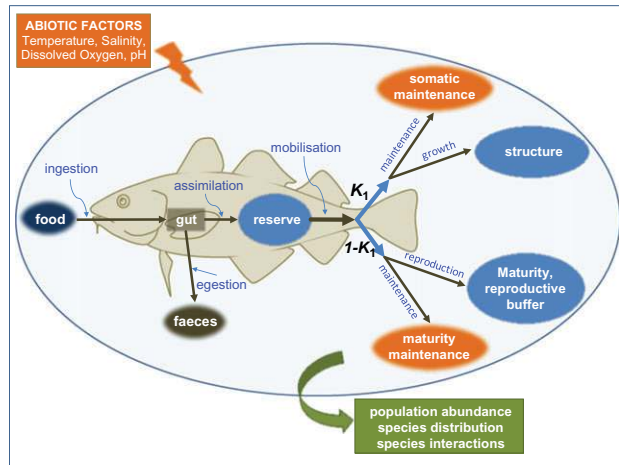 ABIOTIC FACTORS
Temperature, Salinity,
Dissolved Oxygen, pH
somatic
maintenance
mobilisation
maintenance
growth
structure
ingestion
assimilation
K1
food
gut
reserve
1-K1
reproduction
Maturity,
reproductive
buffer
egestion
maintenance
faeces
maturity
maintenance
population abundance
species distribution
species interactions